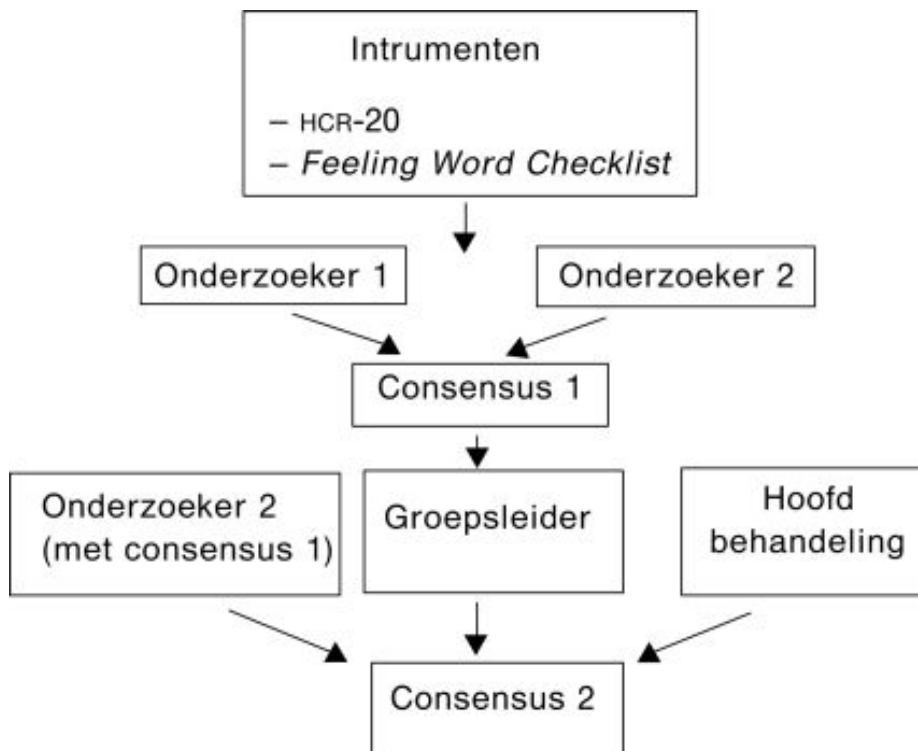 Intrumenten
– HCR-20
– Feeling Word Checklist
Onderzoeker 1
Onderzoeker 2
Consensus 1
Onderzoeker 2
(met consensus 1)
Groepsleider
Hoofd
behandeling
Consensus 2